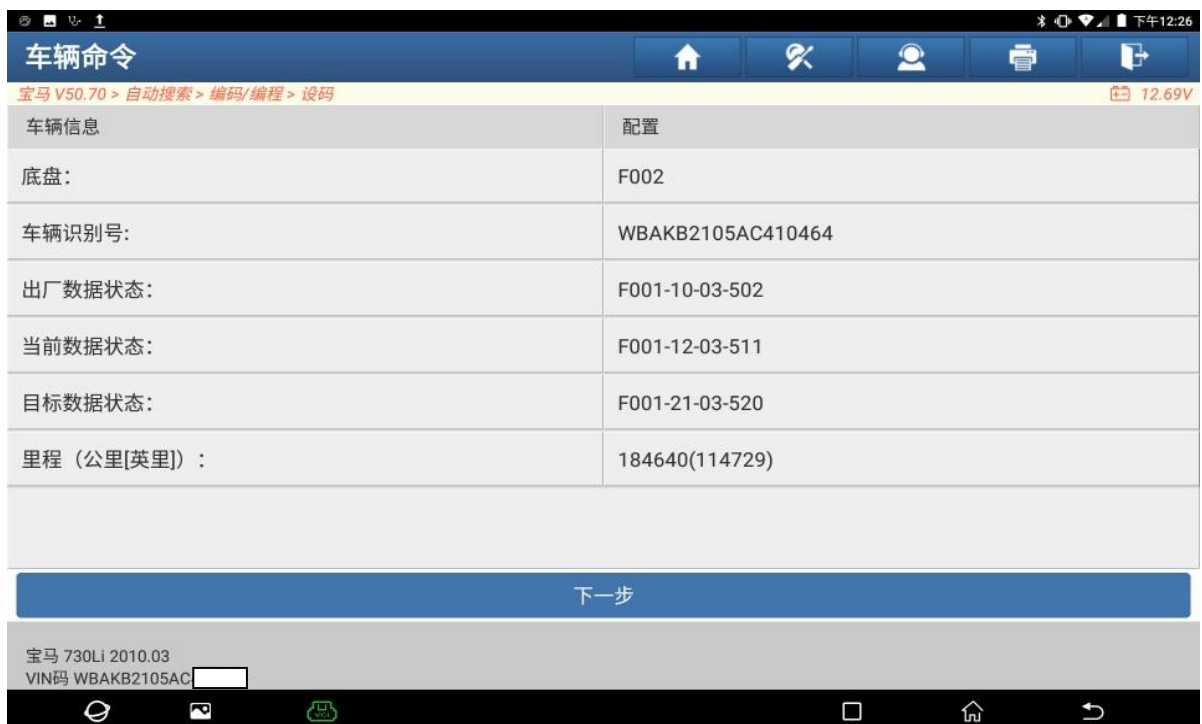 下午12:26
车辆命令
宝马 V50.70 > 自动搜索 > 编码/编程 > 设码 12.69V
车辆信息 配置
底盘： F002
车辆识别号: WBAKB2105AC410464
出厂数据状态： F001-10-03-502
当前数据状态： F001-12-03-511
目标数据状态： F001-21-03-520
里程（公里[英里]）： 184640(114729)
下一步
宝马 730Li 2010.03
VIN码 WBAKB2105AC
VCI